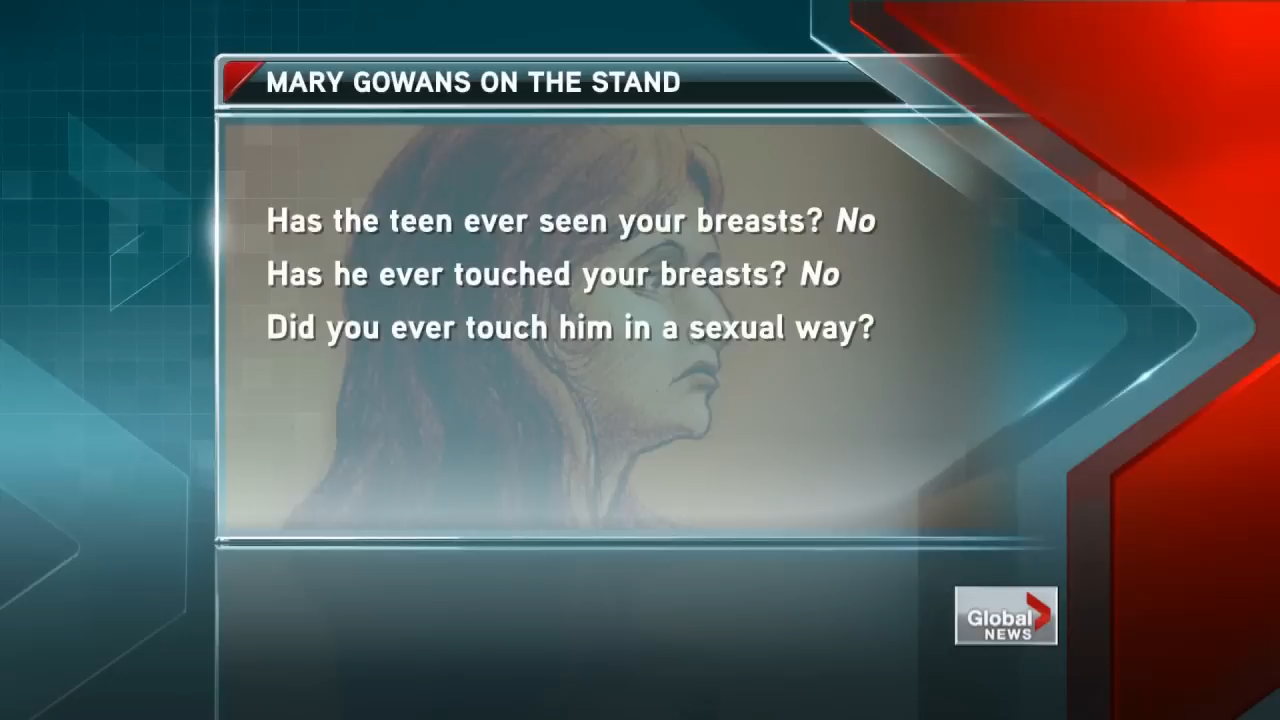 MARY GOWANS ON THE STAND
Has the teen ever seen your breasts? No
Has he ever touched your breasts? No
Did you ever touch him in a sexual way?
Global
NEWS